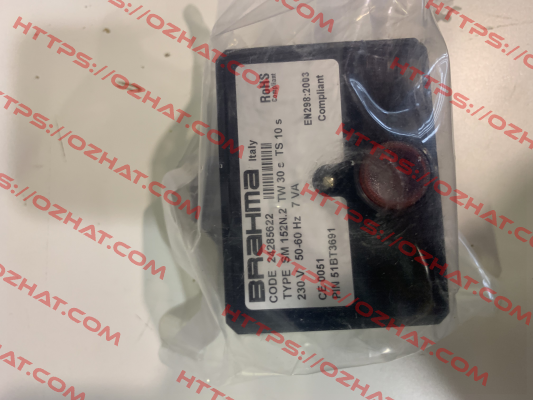 BRAHMA Italy
RoHS
Compliant
CODE 24285622
TYPE SM 152N.2 TW 30 s TS 10 s
230 V 50-60 Hz 7 VA
EN298:2003
Compliant
CE 0051
PIN 51BT3691
HTTPS://OZHAT.COM